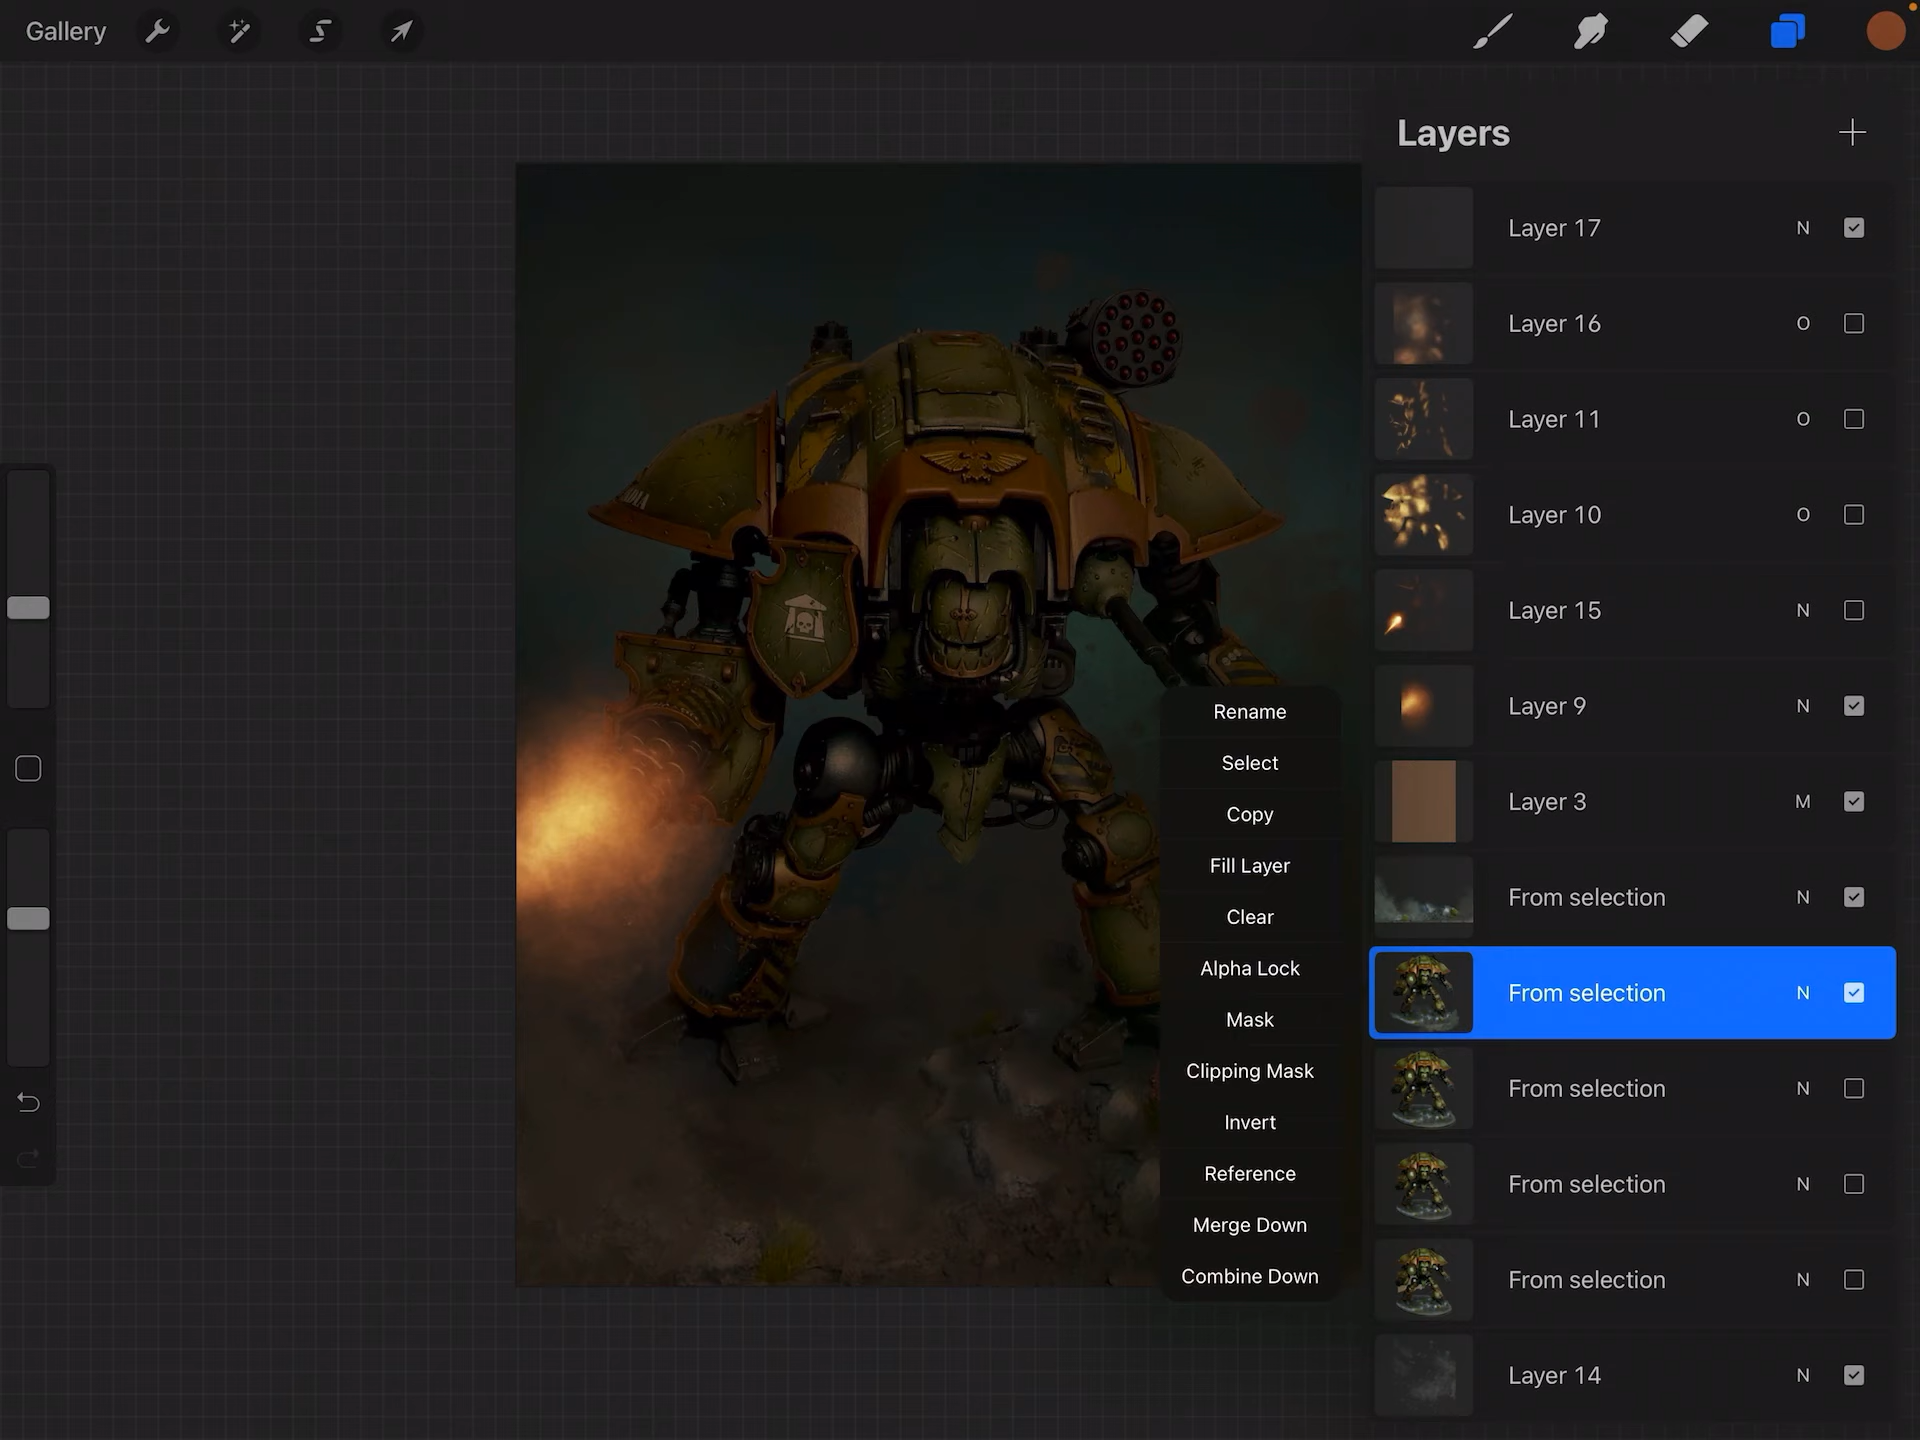 Gallery
Layers
Layer 17 N
Layer 16 O
Layer 11 O
Layer 10 O
Layer 15 N
Layer 9 N
Layer 3 M
From selection N
From selection N
From selection N
From selection N
From selection N
Layer 14 N
Rename
Select
Copy
Fill Layer
Clear
Alpha Lock
Mask
Clipping Mask
Invert
Reference
Merge Down
Combine Down